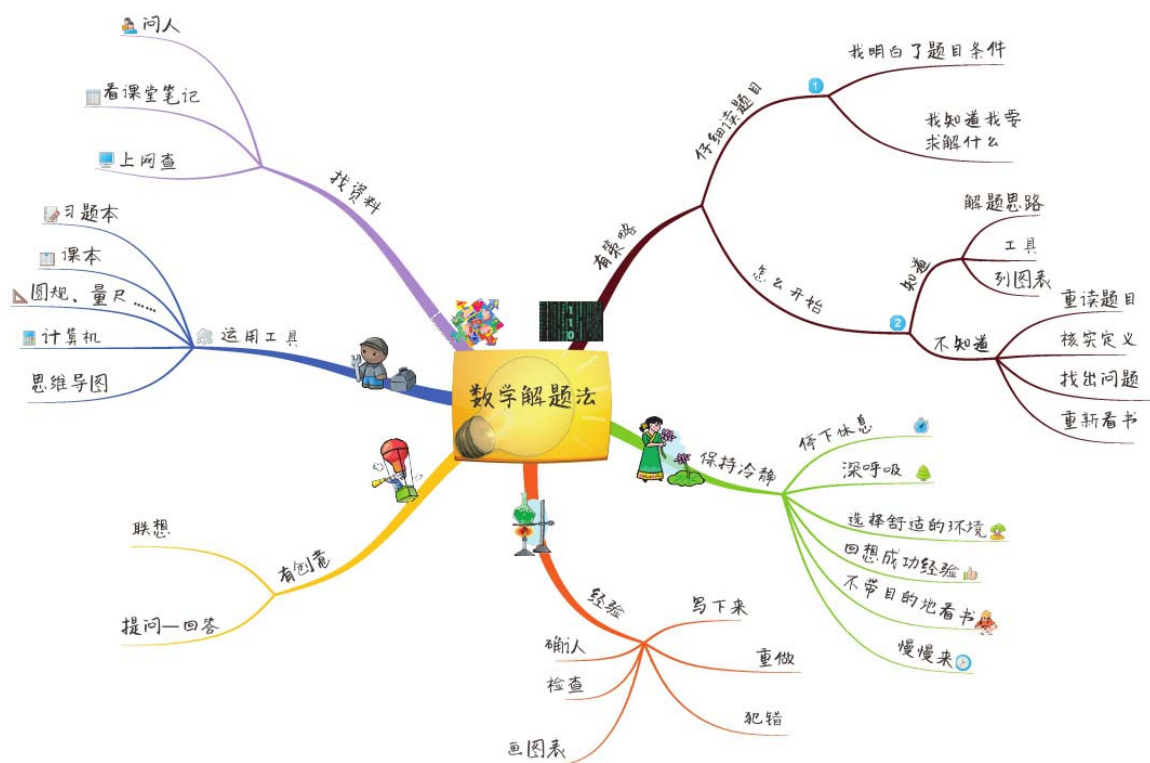 数学解题法
有策略
仔细读题目
1
我明白了题目条件
我知道我要
求解什么
怎么开始
2
知道
解题思路
工具
列图表
不知道
重读题目
核实定义
找出问题
重新看书
保持冷静
停下休息
深呼吸
选择舒适的环境
回想成功经验
不带目的地看书
慢慢来
经验
写下来
重做
犯错
确认
检查
画图表
有创意
联想
提问—回答
运用工具
习题本
课本
圆规、量尺……
计算机
思维导图
找资料
问人
看课堂笔记
上网查